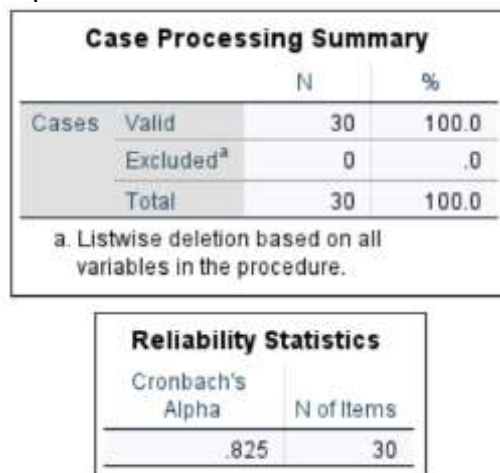 Case Processing Summary
N %
Cases Valid 30 100.0
Excludedª 0 .0
Total 30 100.0
a. Listwise deletion based on all
variables in the procedure.
Reliability Statistics
Cronbach's
Alpha N of Items
.825 30